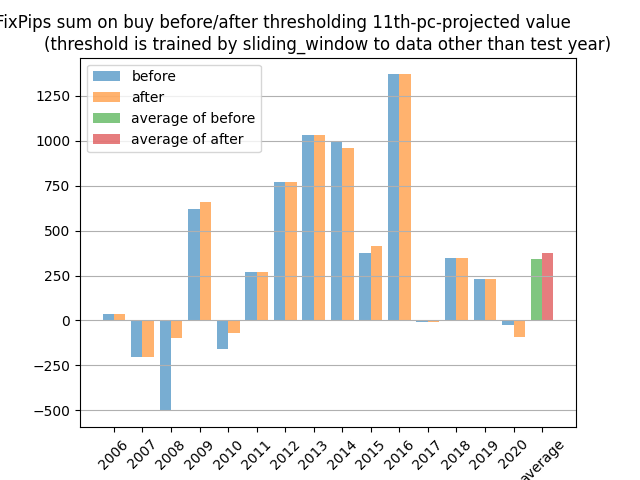 FixPips sum on buy before/after thresholding 11th-pc-projected value
(threshold is trained by sliding_window to data other than test year)
before
after
average of before
average of after
1250
1000
750
500
250
0
−250
−500
2006 2007 2008 2009 2010 2011 2012 2013 2014 2015 2016 2017 2018 2019 2020 average